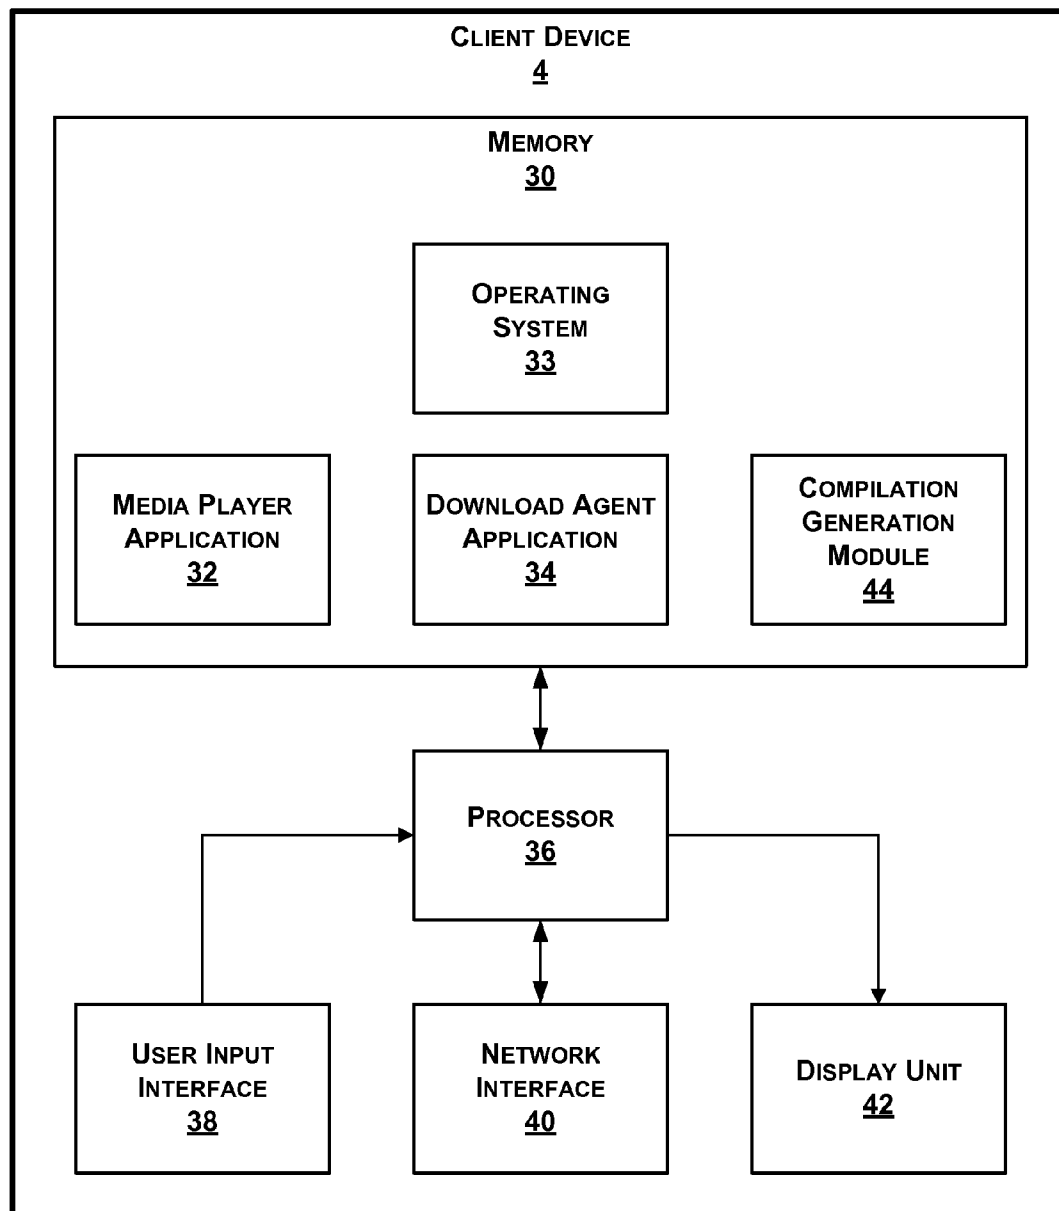 CLIENT DEVICE
4
MEMORY
30
OPERATING
SYSTEM
33
MEDIA PLAYER
APPLICATION
32
DOWNLOAD AGENT
APPLICATION
34
COMPILATION
GENERATION
MODULE
44
PROCESSOR
36
USER INPUT
INTERFACE
38
NETWORK
INTERFACE
40
DISPLAY UNIT
42